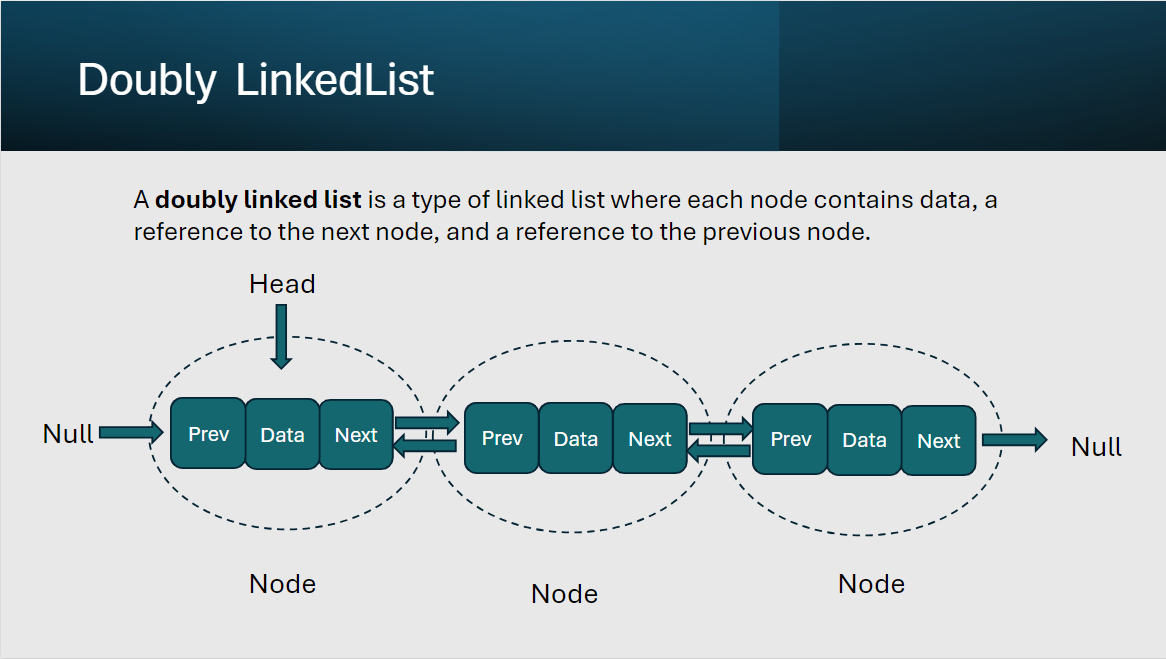 Doubly LinkedList
A doubly linked list is a type of linked list where each node contains data, a
reference to the next node, and a reference to the previous node.
Head
Null Prev Data Next Prev Data Next Prev Data Next Null
Node Node Node